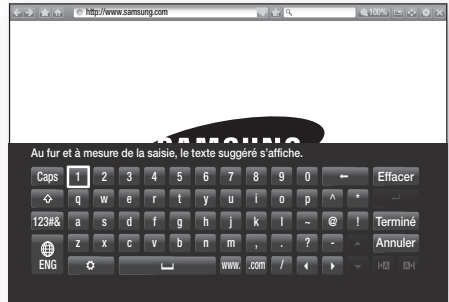 http://www.samsung.com 100%
SAMSUNG
Au fur et à mesure de la saisie, le texte suggéré s'affiche.
Caps 1 2 3 4 5 6 7 8 9 0 ← Effacer
q w e r t y u i o p ^ *
123#& a s d f g h j k l ~ @ ! Terminé
z x c v b n m , . ? - Annuler
ENG www. .com /